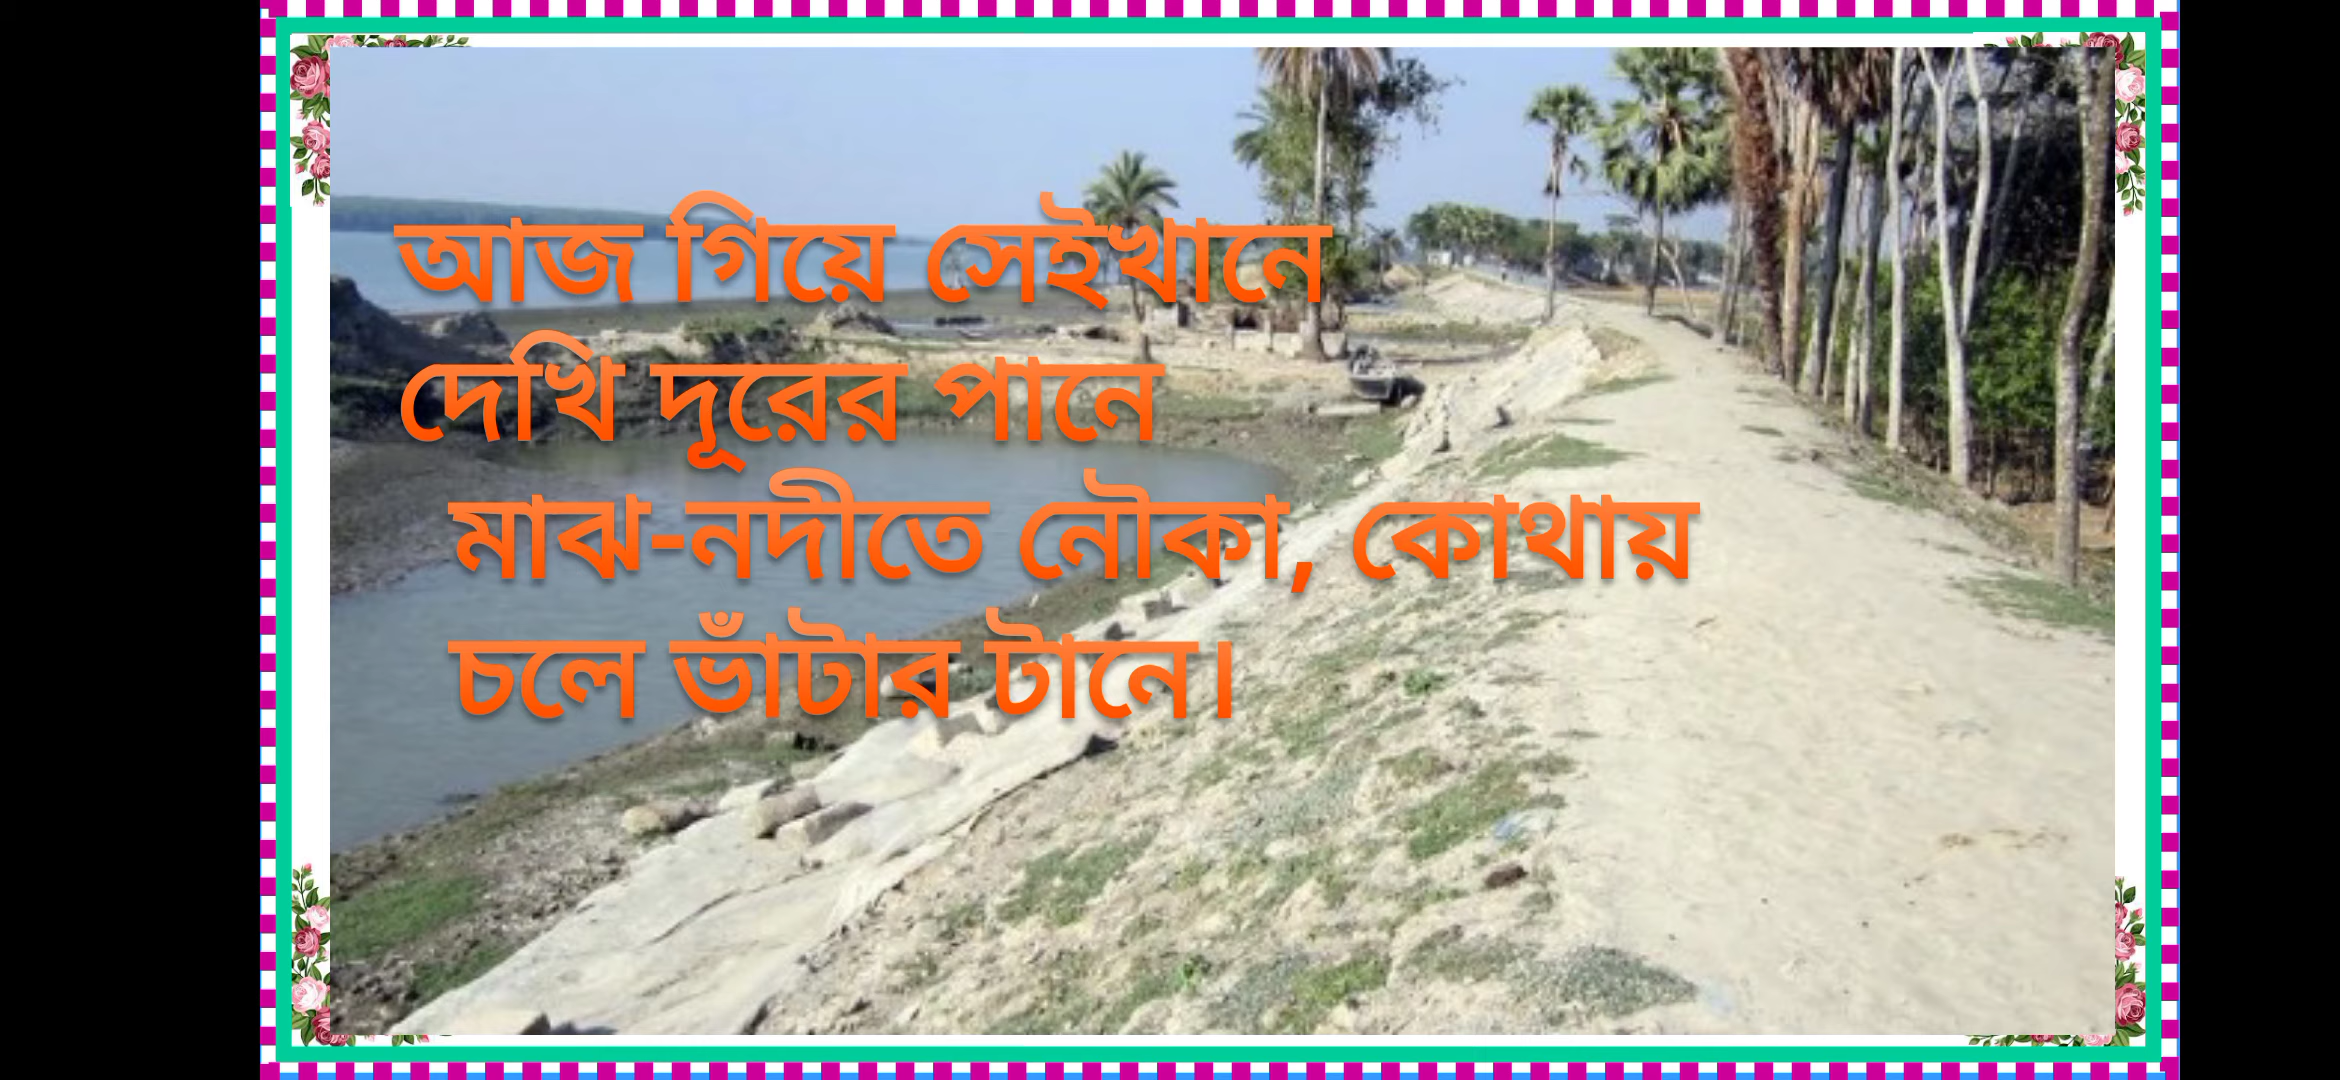 আজ গিয়ে সেইখানে
দেখি দূরের পানে
মাঝ-নদীতে নৌকা, কোথায়
চলে ভাঁটার টানে।